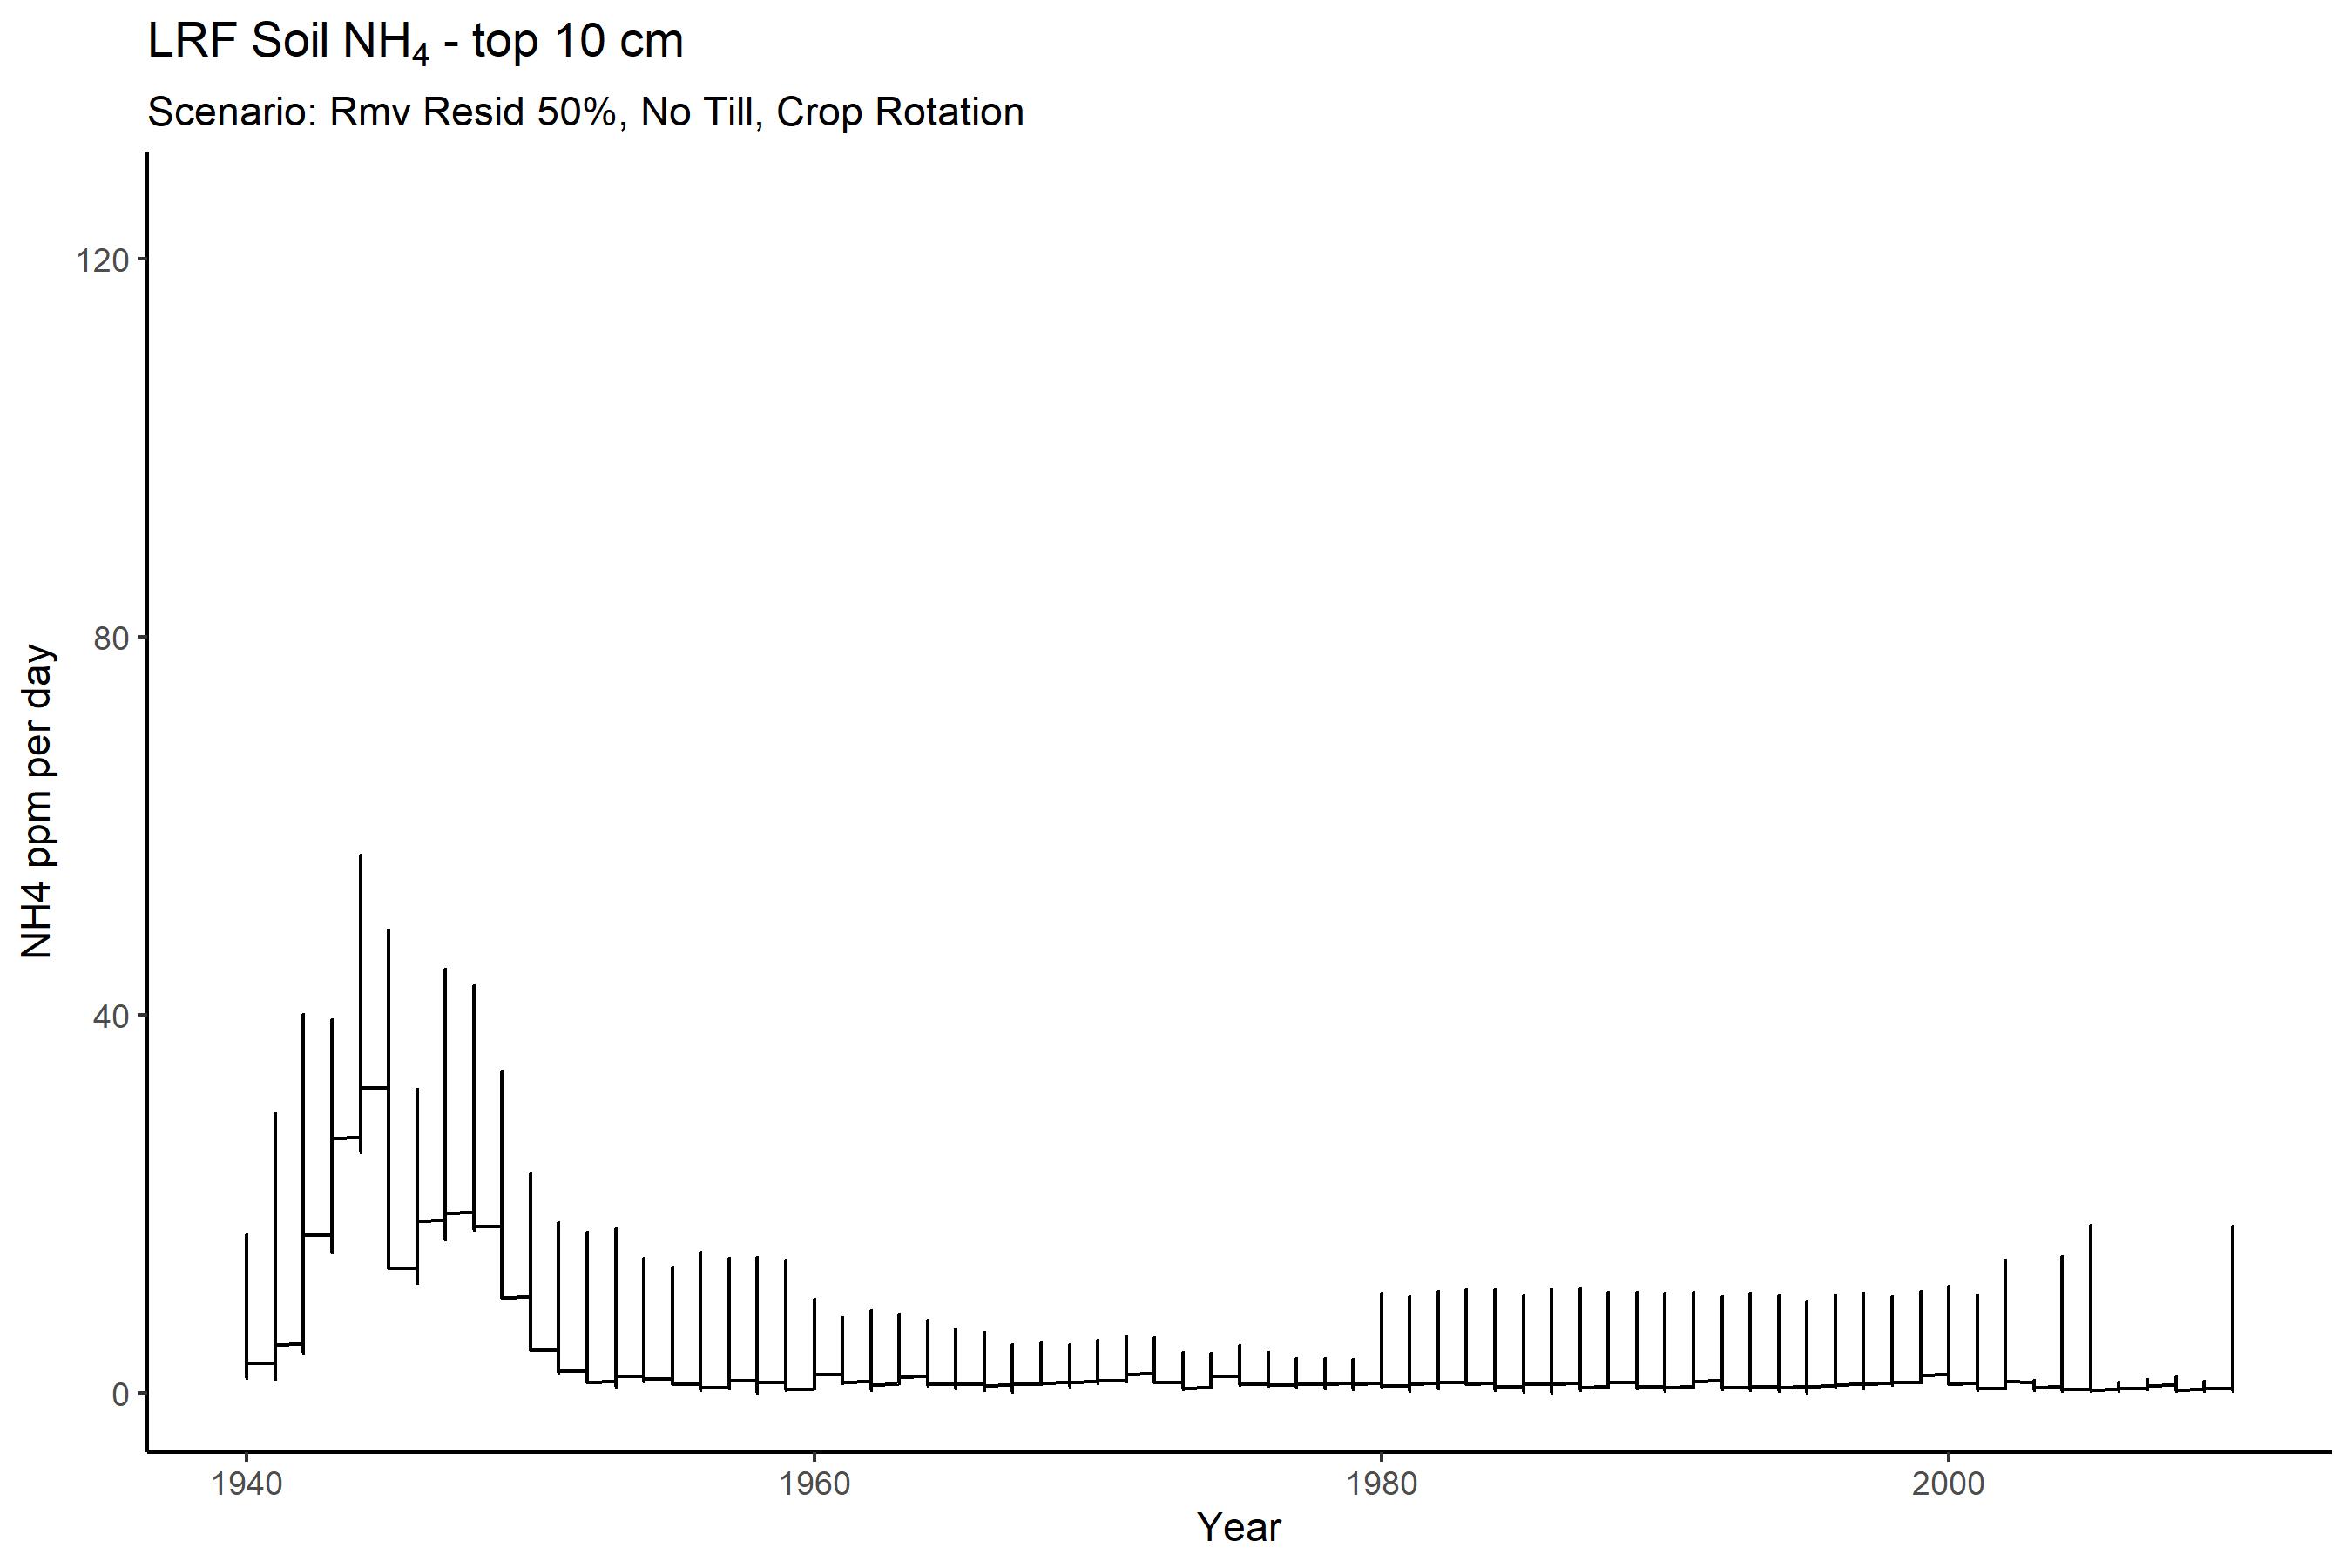 LRF Soil NH₄ - top 10 cm
Scenario: Rmv Resid 50%, No Till, Crop Rotation
NH4 ppm per day
120
80
40
0
1940 1960 1980 2000
Year